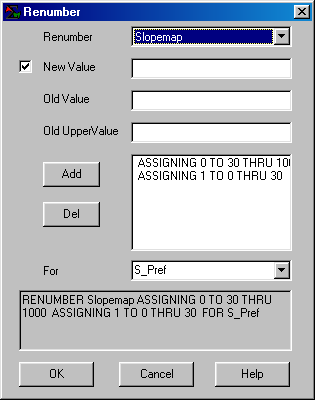 Renumber
Renumber Slopemap
New Value
Old Value
Old UpperValue
Add
ASSIGNING 0 TO 30 THRU 100
ASSIGNING 1 TO 0 THRU 30
Del
For S_Pref
RENUMBER Slopemap ASSIGNING 0 TO 30 THRU
1000 ASSIGNING 1 TO 0 THRU 30 FOR S_Pref
OK Cancel Help